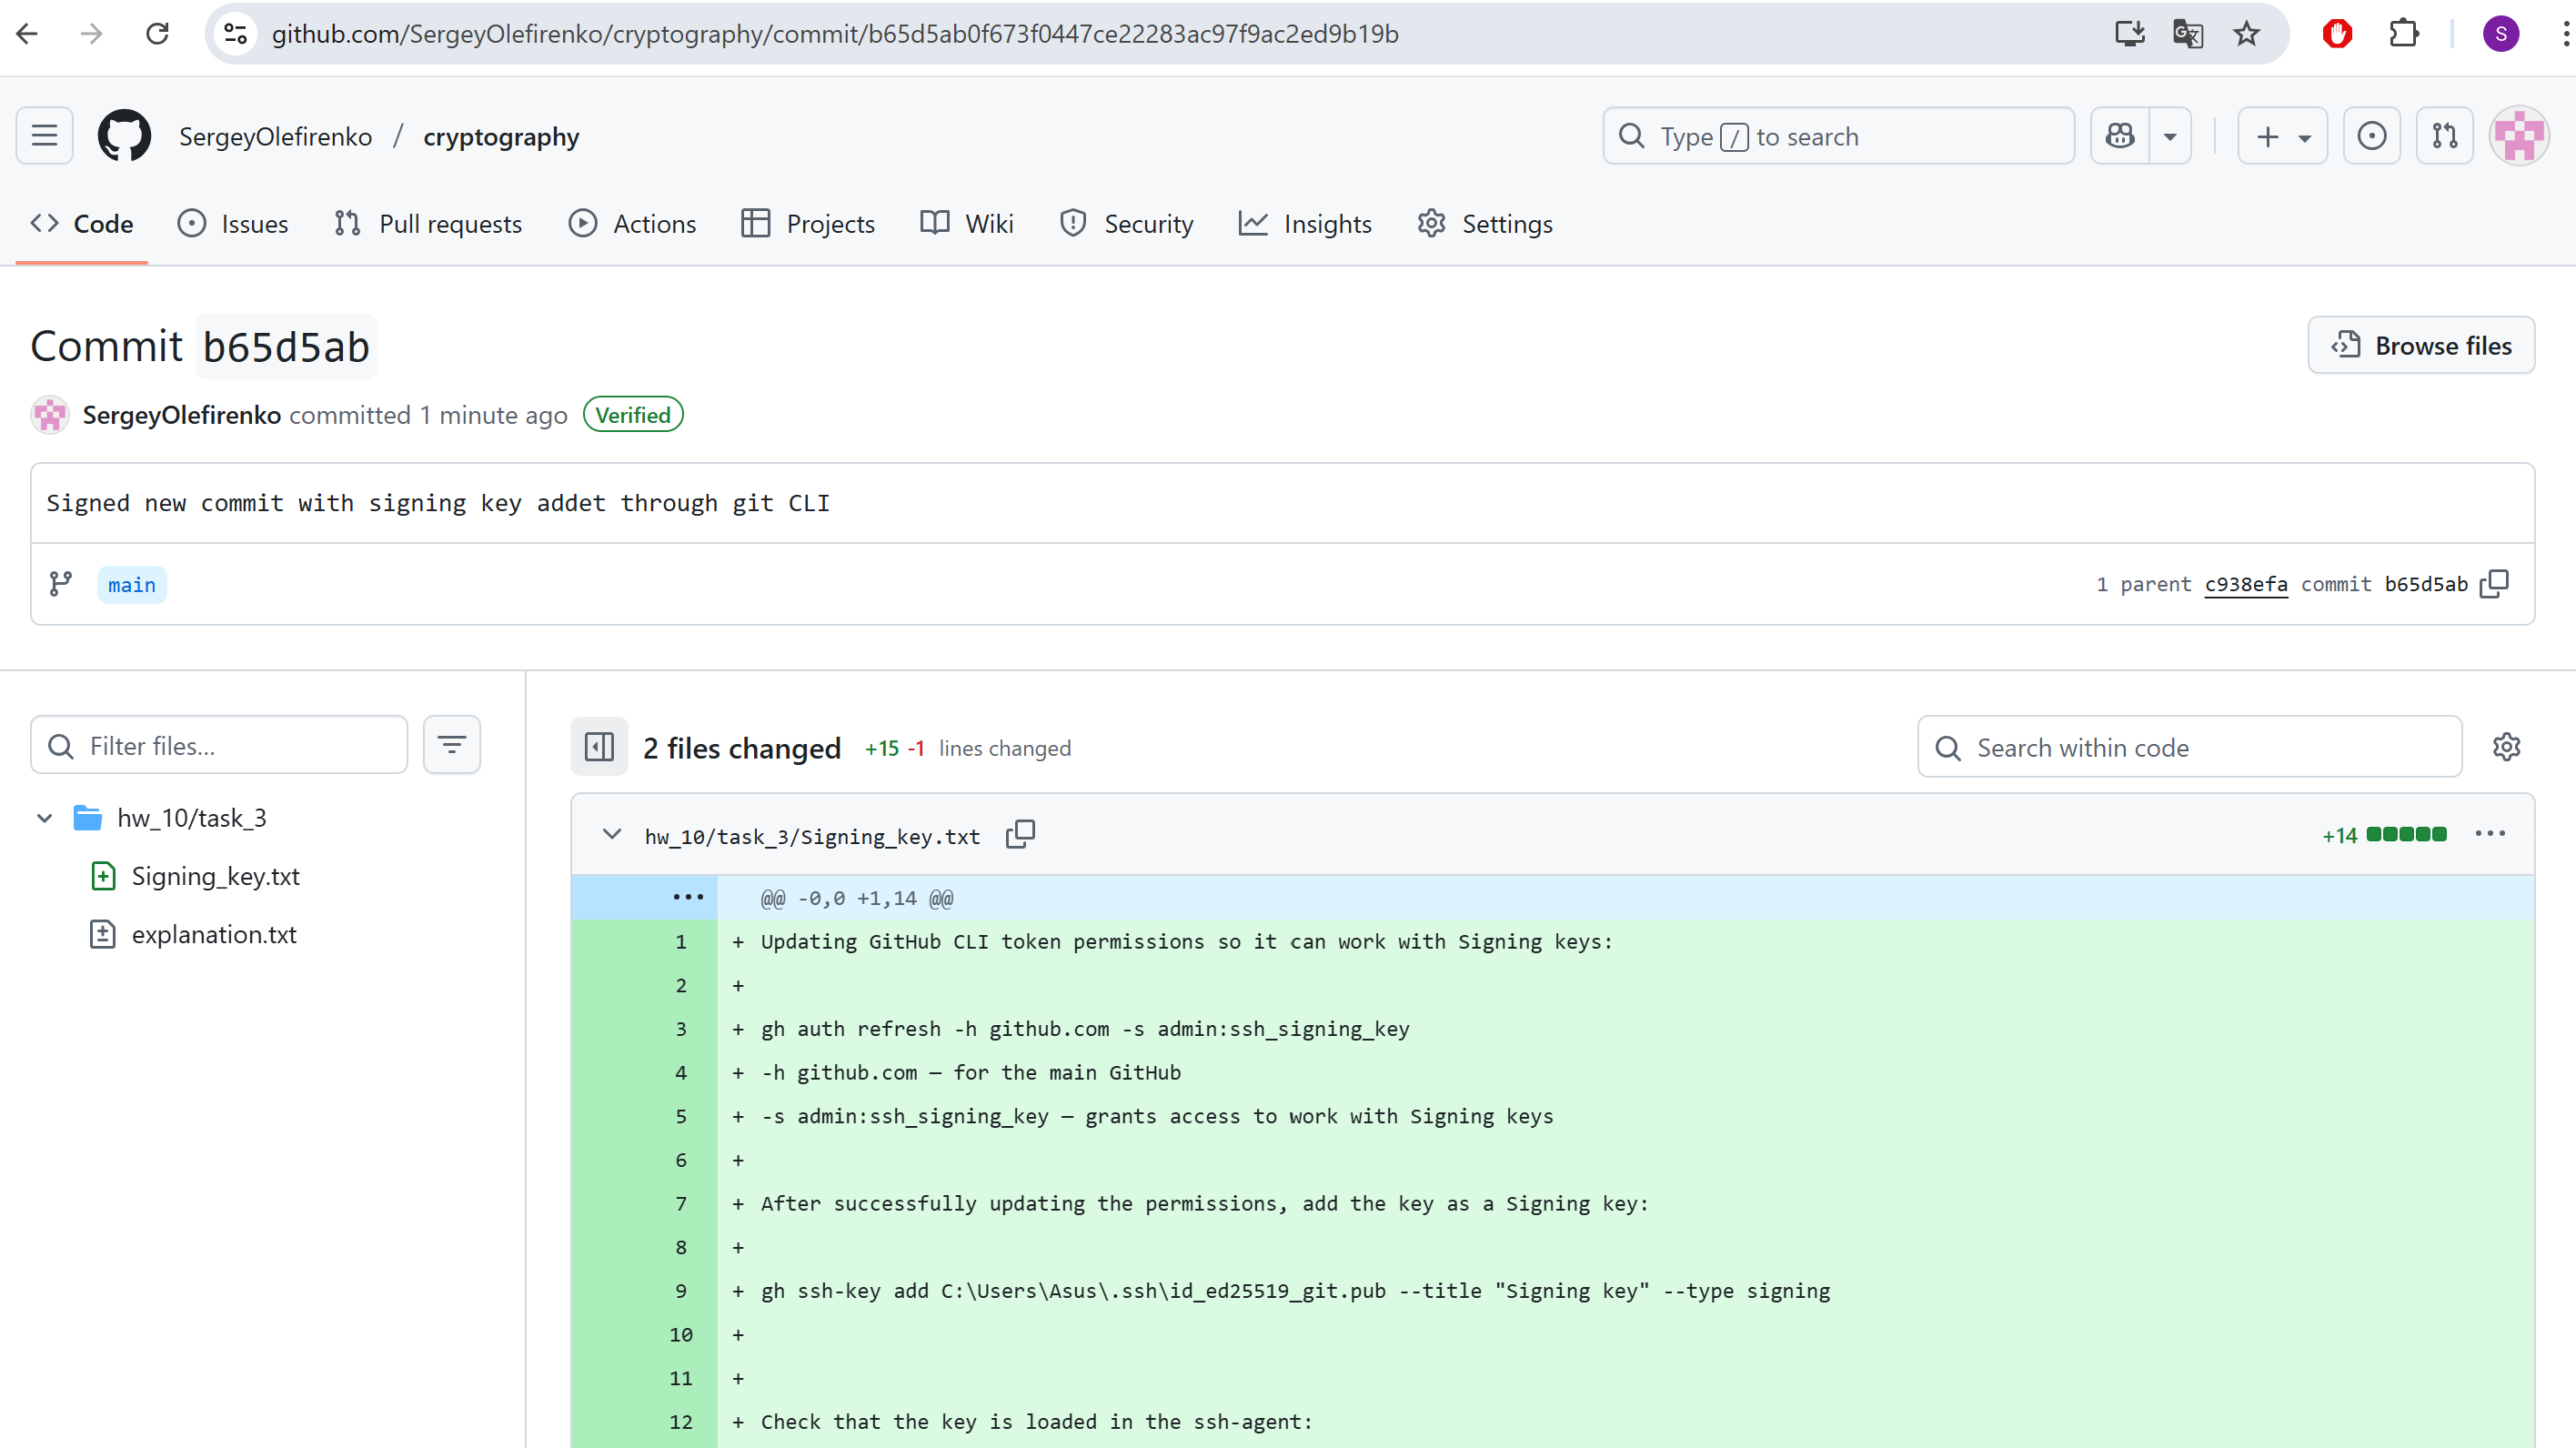 github.com/SergeyOlefirenko/cryptography/commit/b65d5ab0f673f0447ce22283ac97f9ac2ed9b19b
S
SergeyOlefirenko / cryptography
Type / to search
Code
Issues
Pull requests
Actions
Projects
Wiki
Security
Insights
Settings
Commit b65d5ab
Browse files
SergeyOlefirenko committed 1 minute ago Verified
Signed new commit with signing key addet through git CLI
main
1 parent c938efa commit b65d5ab
Filter files...
2 files changed +15 -1 lines changed
Search within code
hw_10/task_3
Signing_key.txt
explanation.txt
hw_10/task_3/Signing_key.txt
+14
@@ -0,0 +1,14 @@
1 + Updating GitHub CLI token permissions so it can work with Signing keys:
2 +
3 + gh auth refresh -h github.com -s admin:ssh_signing_key
4 + -h github.com — for the main GitHub
5 + -s admin:ssh_signing_key — grants access to work with Signing keys
6 +
7 + After successfully updating the permissions, add the key as a Signing key:
8 +
9 + gh ssh-key add C:\Users\Asus\.ssh\id_ed25519_git.pub --title "Signing key" --type signing
10 +
11 +
12 + Check that the key is loaded in the ssh-agent: